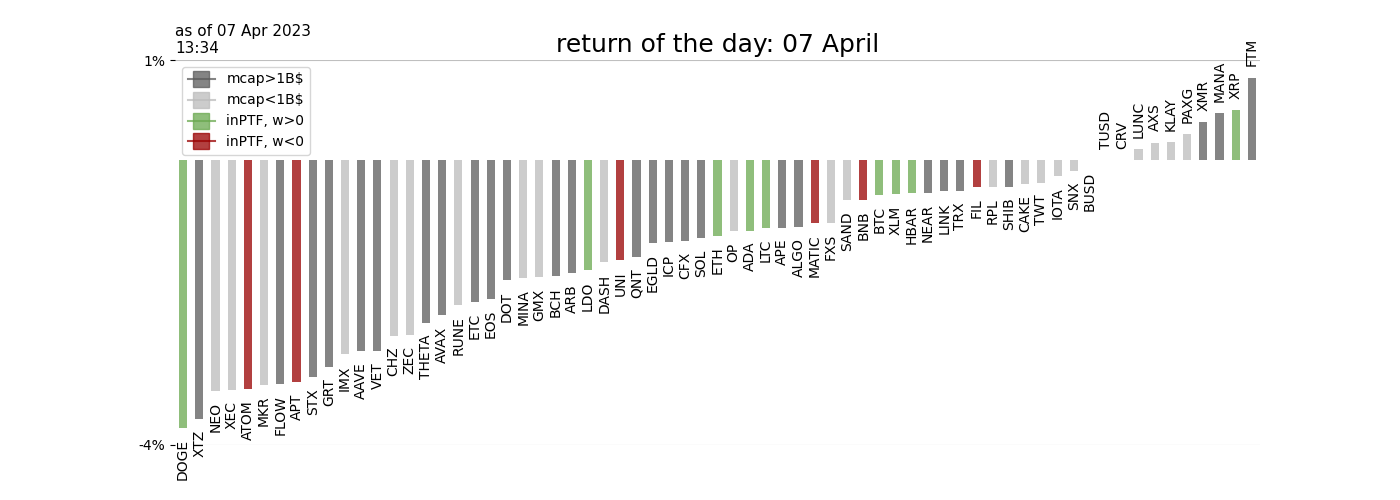 as of 07 Apr 2023
13:34
return of the day: 07 April
1%
mcap>1B$
mcap<1B$
inPTF, w>0
inPTF, w<0
-4%
DOGE
XTZ
NEO
XEC
ATOM
MKR
FLOW
APT
STX
GRT
IMX
AAVE
VET
CHZ
ZEC
THETA
AVAX
RUNE
ETC
EOS
DOT
MINA
GMX
BCH
ARB
LDO
DASH
UNI
QNT
EGLD
ICP
CFX
SOL
ETH
OP
ADA
LTC
APE
ALGO
MATIC
FXS
SAND
BNB
BTC
XLM
HBAR
NEAR
LINK
TRX
FIL
RPL
SHIB
CAKE
TWT
IOTA
SNX
BUSD
TUSD
CRV
LUNC
AXS
KLAY
PAXG
XMR
MANA
XRP
FTM